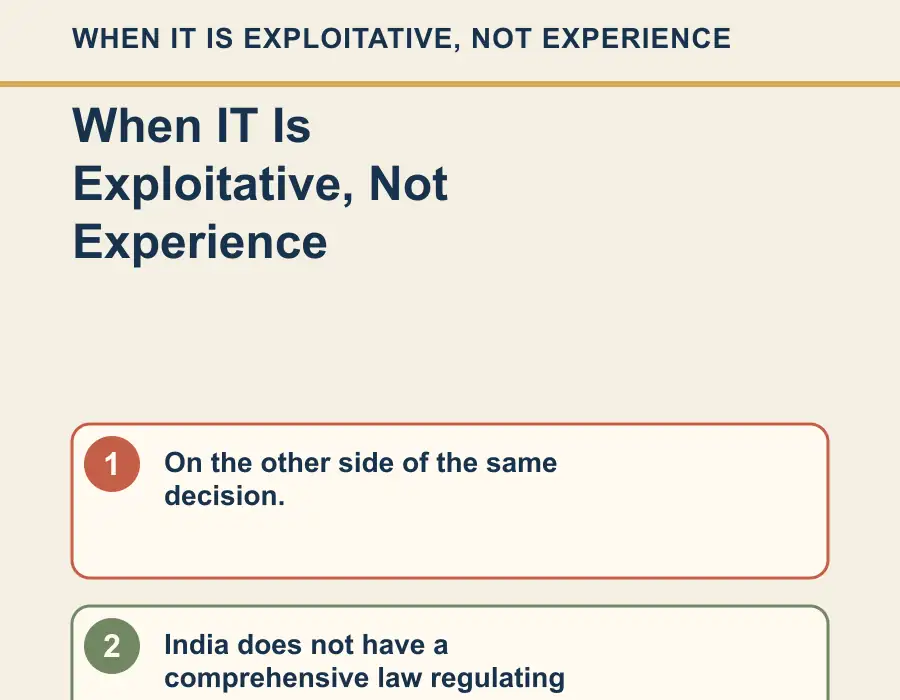 WHEN IT IS EXPLOITATIVE, NOT EXPERIENCE
When IT Is
Exploitative, Not
Experience
1
On the other side of the same
decision.
2
India does not have a
comprehensive law regulating